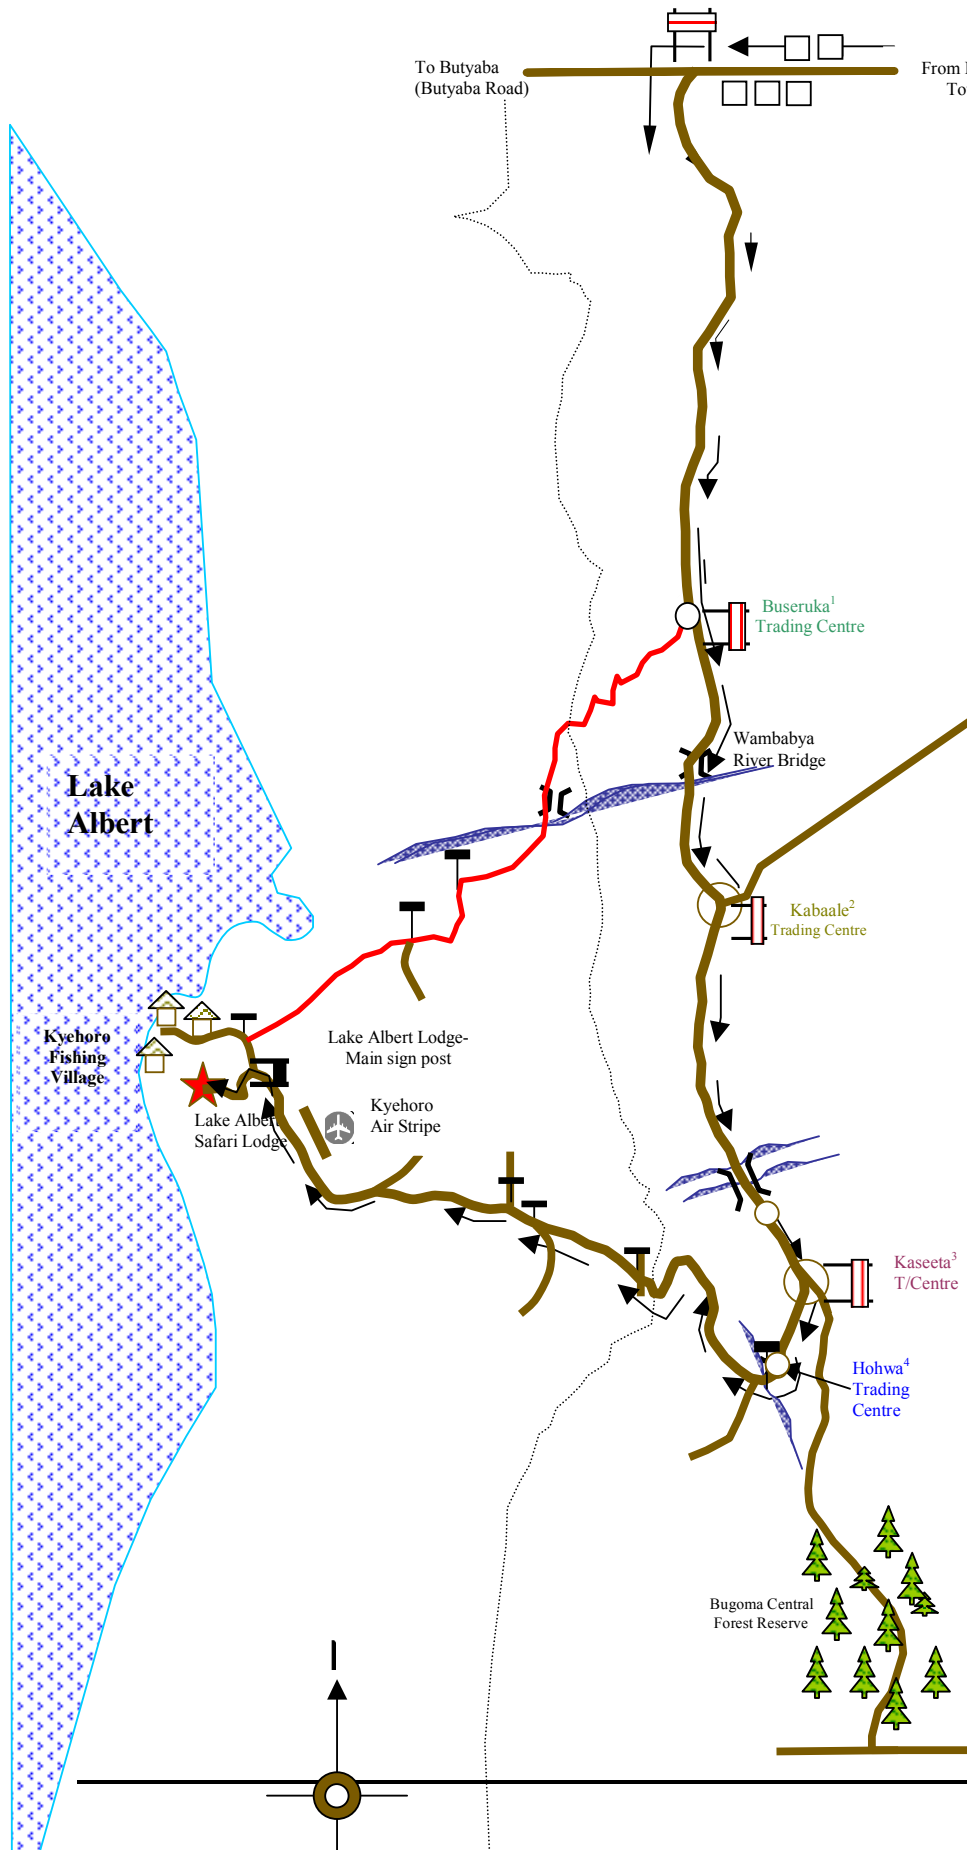 To Butyaba
(Butyaba Road)
From
Buseruka1
Trading Centre
Wambabya
River Bridge
Lake
Albert
Kabaale2
Trading Centre
Kyehoro
Fishing
Village
Lake Albert Lodge-
Main sign post
Lake Albert
Safari Lodge
Kyehoro
Air Stripe
Kaseeta3
T/Centre
Hohwa4
Trading
Centre
Bugoma Central
Forest Reserve